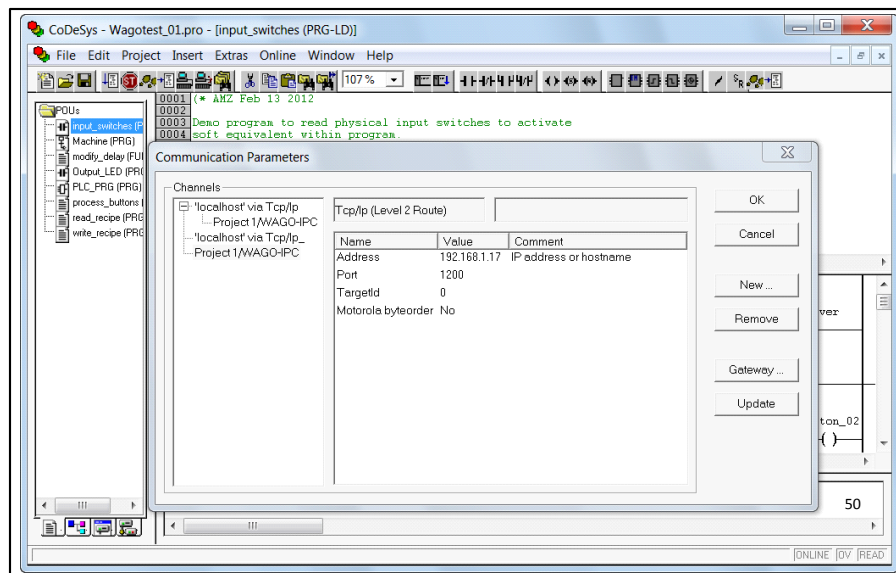 CoDeSys - Wagotest_01.pro - [input_switches (PRG-LD)]
File Edit Project Insert Extras Online Window Help
107 %
POUs
input_switches (P
Machine (PRG)
modify_delay (FUI
Output_LED (PR
PLC_PRG (PRG)
process_buttons
read_recipe (PRG
write_recipe (PRG
0001 (* AMZ Feb 13 2012
0002
0003 Demo program to read physical input switches to activate
0004 soft equivalent within program.
Communication Parameters
Channels
'localhost' via Tcp/Ip
Project 1/WAGO-IPC
'localhost' via Tcp/Ip_
Project 1/WAGO-IPC
Tcp/Ip (Level 2 Route)
Name Value Comment
Address 192.168.1.17 IP address or hostname
Port 1200
TargetId 0
Motorola byteorder No
OK
Cancel
New ...
Remove
Gateway ...
Update
ver
ton_02
50
ONLINE OV READ